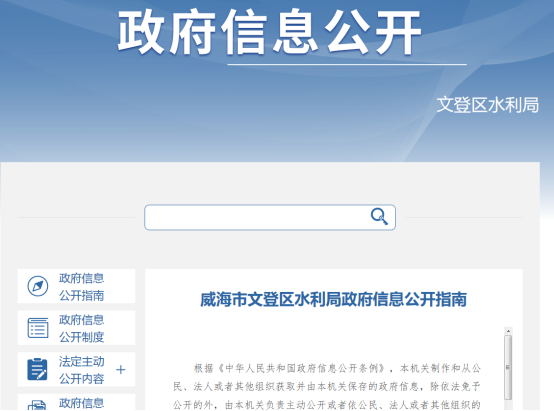 政府信息公开
文登区水利局
政府信息
公开指南
政府信息
公开制度
法定主动
公开内容 +
政府信息
威海市文登区水利局政府信息公开指南
根据《中华人民共和国政府信息公开条例》，本机关制作和从公
民、法人或者其他组织获取并由本机关保存的政府信息，除依法免予
公开的外，由本机关负责主动公开或者依公民、法人或者其他组织的